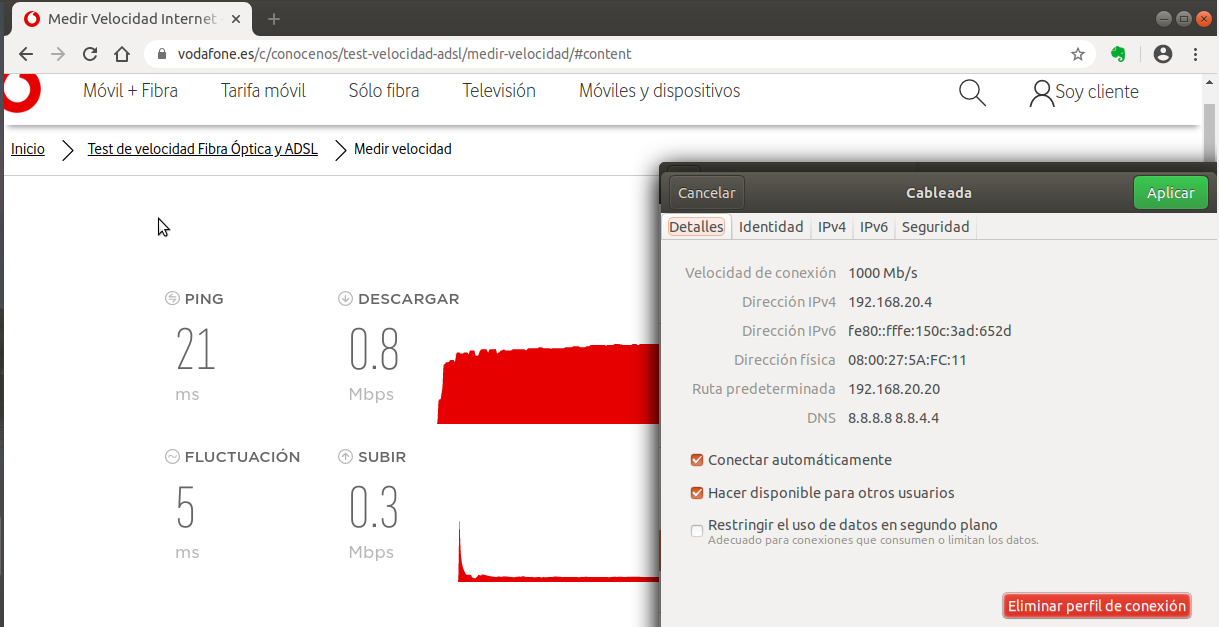 Medir Velocidad Internet
vodafone.es/c/conocenos/test-velocidad-adsl/medir-velocidad/#content
Móvil + Fibra Tarifa móvil Sólo fibra Televisión Móviles y dispositivos Soy cliente
Inicio Test de velocidad Fibra Óptica y ADSL Medir velocidad
PING DESCARGAR
21 0.8
ms Mbps
FLUCTUACIÓN SUBIR
5 0.3
ms Mbps
Cancelar Cableada Aplicar
Detalles Identidad IPv4 IPv6 Seguridad
Velocidad de conexión 1000 Mb/s
Dirección IPv4 192.168.20.4
Dirección IPv6 fe80::fffe:150c:3ad:652d
Dirección física 08:00:27:5A:FC:11
Ruta predeterminada 192.168.20.20
DNS 8.8.8.8 8.8.4.4
Conectar automáticamente
Hacer disponible para otros usuarios
Restringir el uso de datos en segundo plano
Adecuado para conexiones que consumen o limitan los datos.
Eliminar perfil de conexión